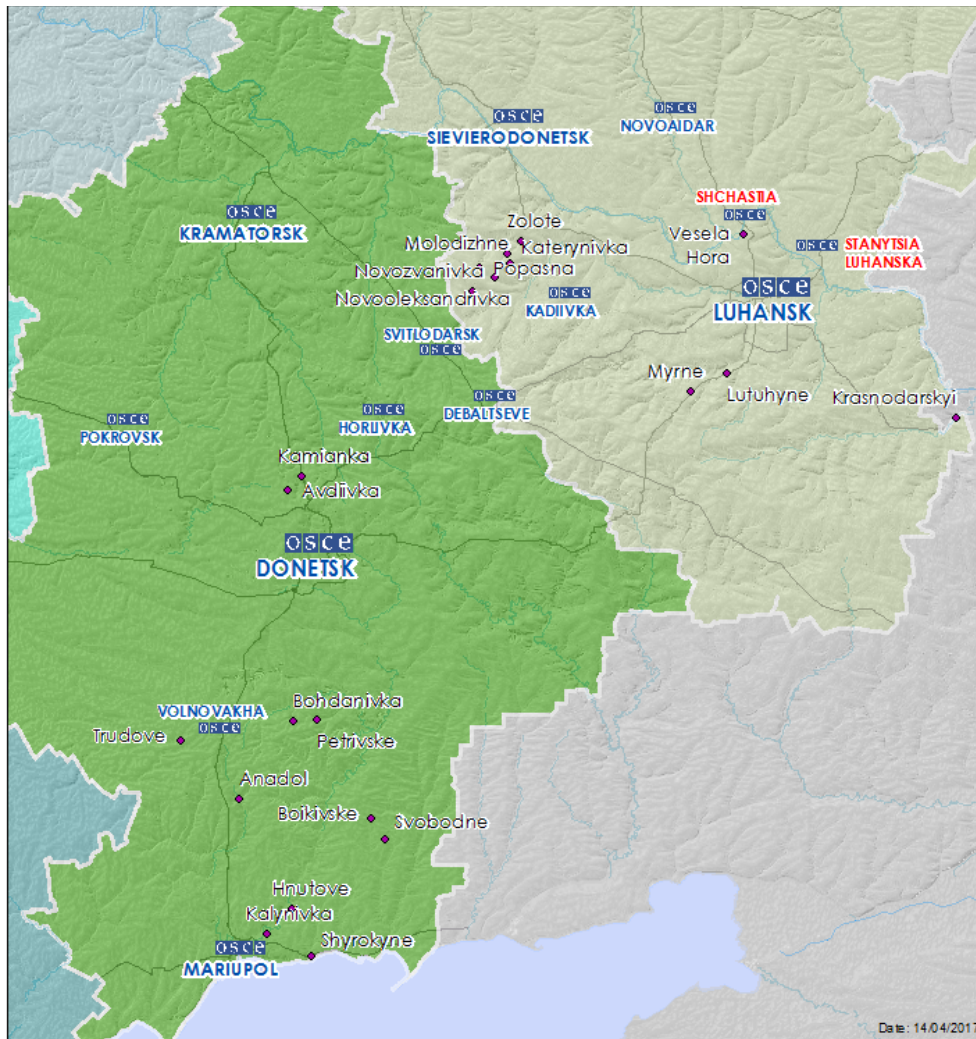 osce
SIEVIERODONETSK
osce
NOVOAIDAR
SHCHASTIA
osce
osce
KRAMATORSK
Zolote
Molodizhne
Katerynivka
Vesela
Hora
osce
STANYTSIA
LUHANSKA
Novozvanivka
Popasna
Novooleksandrivka
osce
KADIIVKA
osce
LUHANSK
SVITLODARSK
osce
Myrne
Lutuhyne
Krasnodarskyi
osce
POKROVSK
osce
HORLIVKA
osce
DEBALTSEVE
Kamianka
Avdiivka
osce
DONETSK
VOLNOVAKHA
osce
Bohdanivka
Trudove
Petrivske
Anadol
Boikivske
Svobodne
Hnutove
Kalynivka
osce
MARIUPOL
Shyrokyne
Date: 14/04/2017